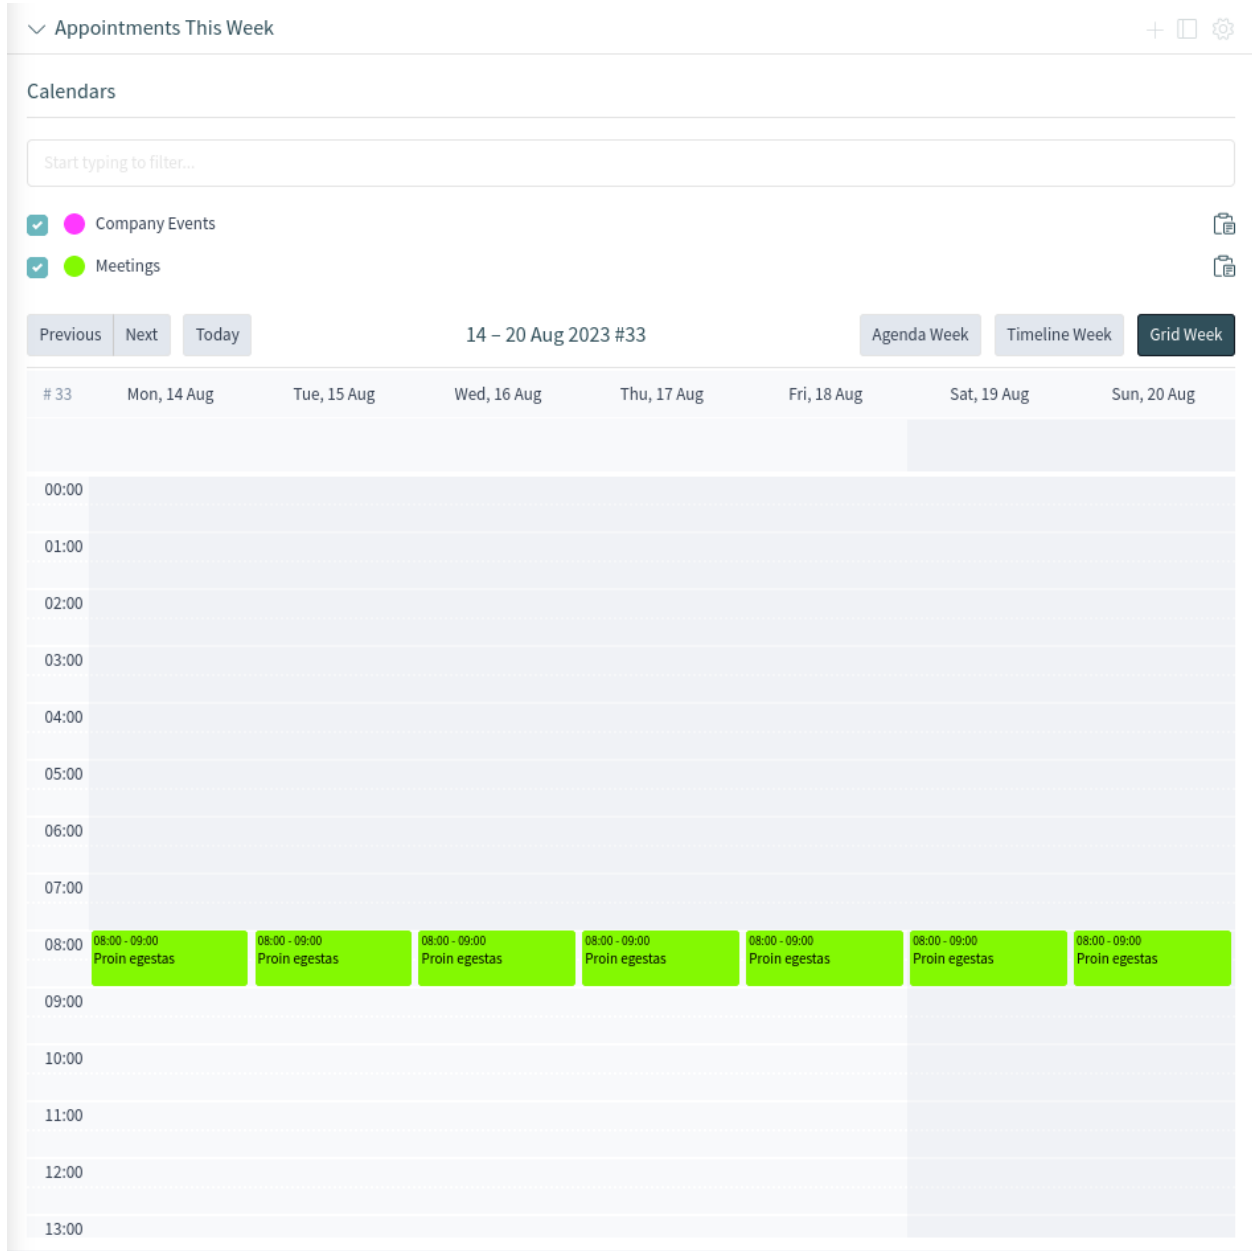 Appointments This Week
Calendars
Start typing to filter...
Company Events
Meetings
Previous Next Today 14 – 20 Aug 2023 #33 Agenda Week Timeline Week Grid Week
# 33 Mon, 14 Aug Tue, 15 Aug Wed, 16 Aug Thu, 17 Aug Fri, 18 Aug Sat, 19 Aug Sun, 20 Aug
00:00
01:00
02:00
03:00
04:00
05:00
06:00
07:00
08:00 08:00 - 09:00 08:00 - 09:00 08:00 - 09:00 08:00 - 09:00 08:00 - 09:00 08:00 - 09:00 08:00 - 09:00
Proin egestas Proin egestas Proin egestas Proin egestas Proin egestas Proin egestas Proin egestas
09:00
10:00
11:00
12:00
13:00